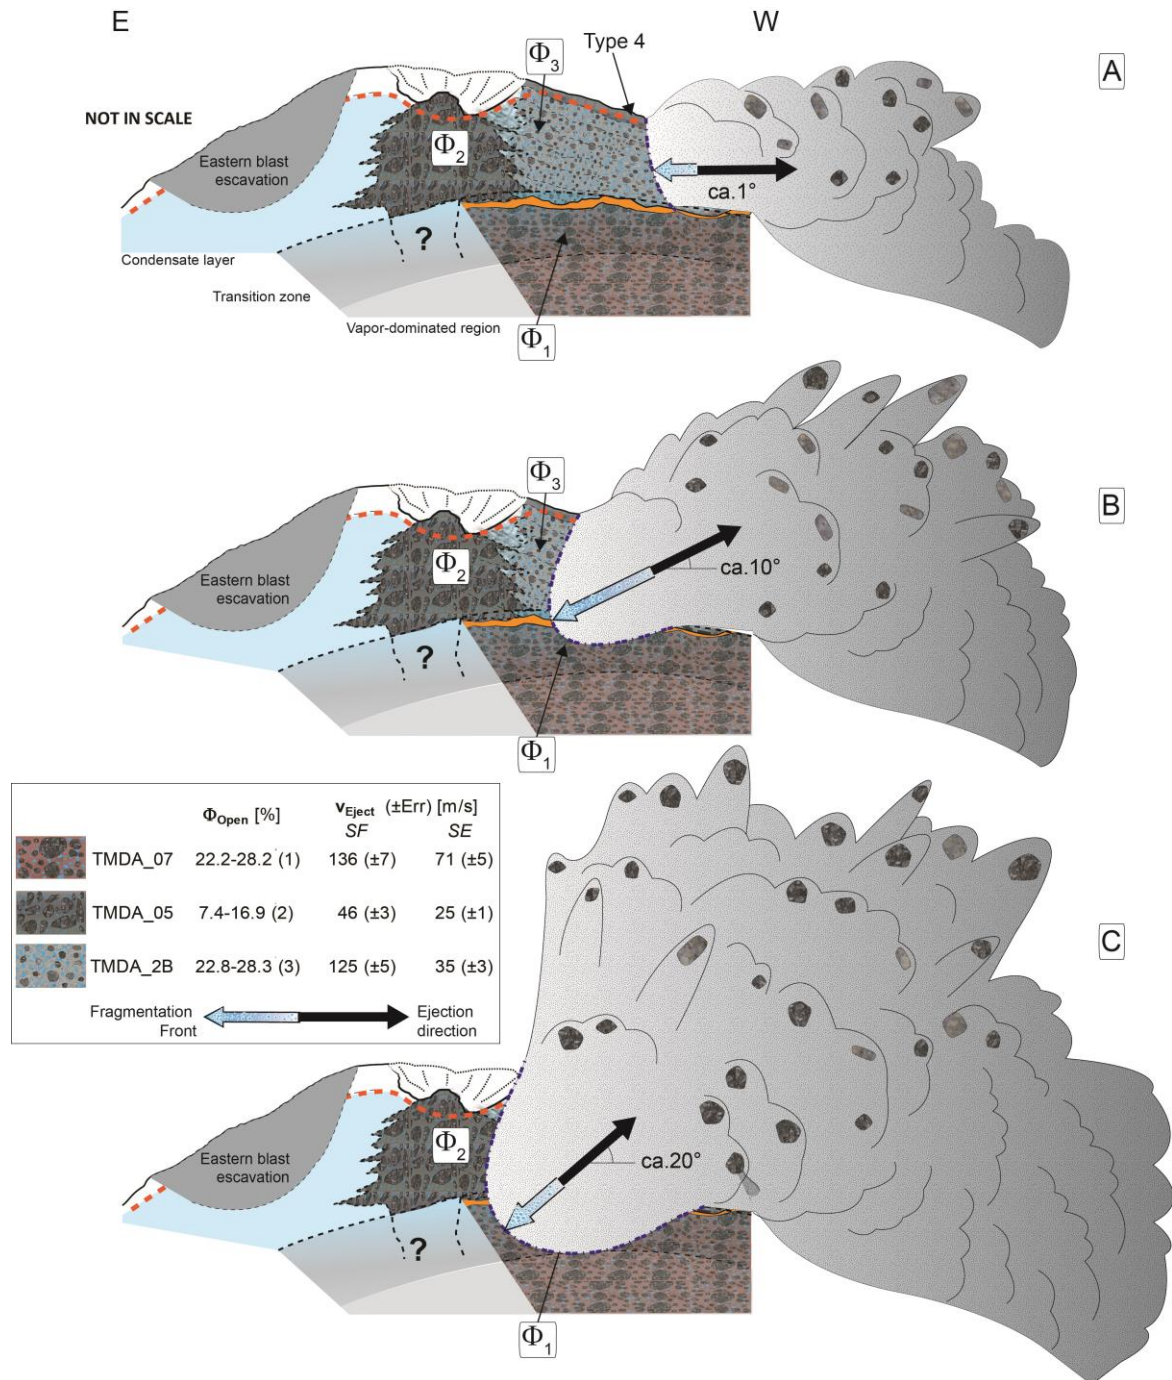 E
W
A
Φ3
Type 4
NOT IN SCALE
Eastern blast
escavation
Φ2
ca.1°
?
Condensate layer
Transition zone
Vapor-dominated region
Φ1
B
Φ3
Φ2
Eastern blast
escavation
ca.10°
?
Φ1
ΦOpen [%] vEject (±Err) [m/s]
SF SE
TMDA_07 22.2-28.2 (1) 136 (±7) 71 (±5)
TMDA_05 7.4-16.9 (2) 46 (±3) 25 (±1)
TMDA_2B 22.8-28.3 (3) 125 (±5) 35 (±3)
Fragmentation Ejection
Front direction
C
Φ2
Eastern blast
escavation
ca.20°
?
Φ1